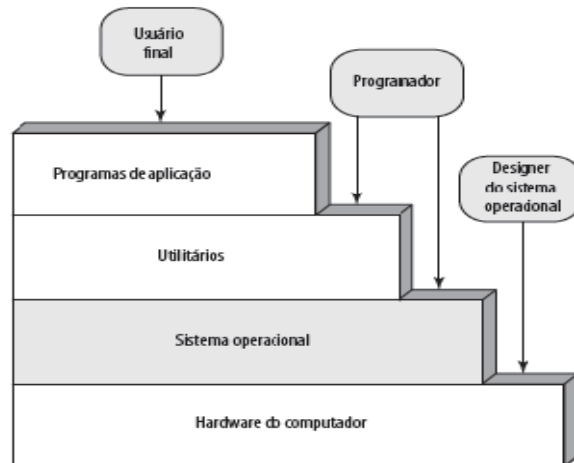 Usuário
final
Programador
Designer
do sistema
operacional
Programas de aplicação
Utilitários
Sistema operacional
Hardware do computador